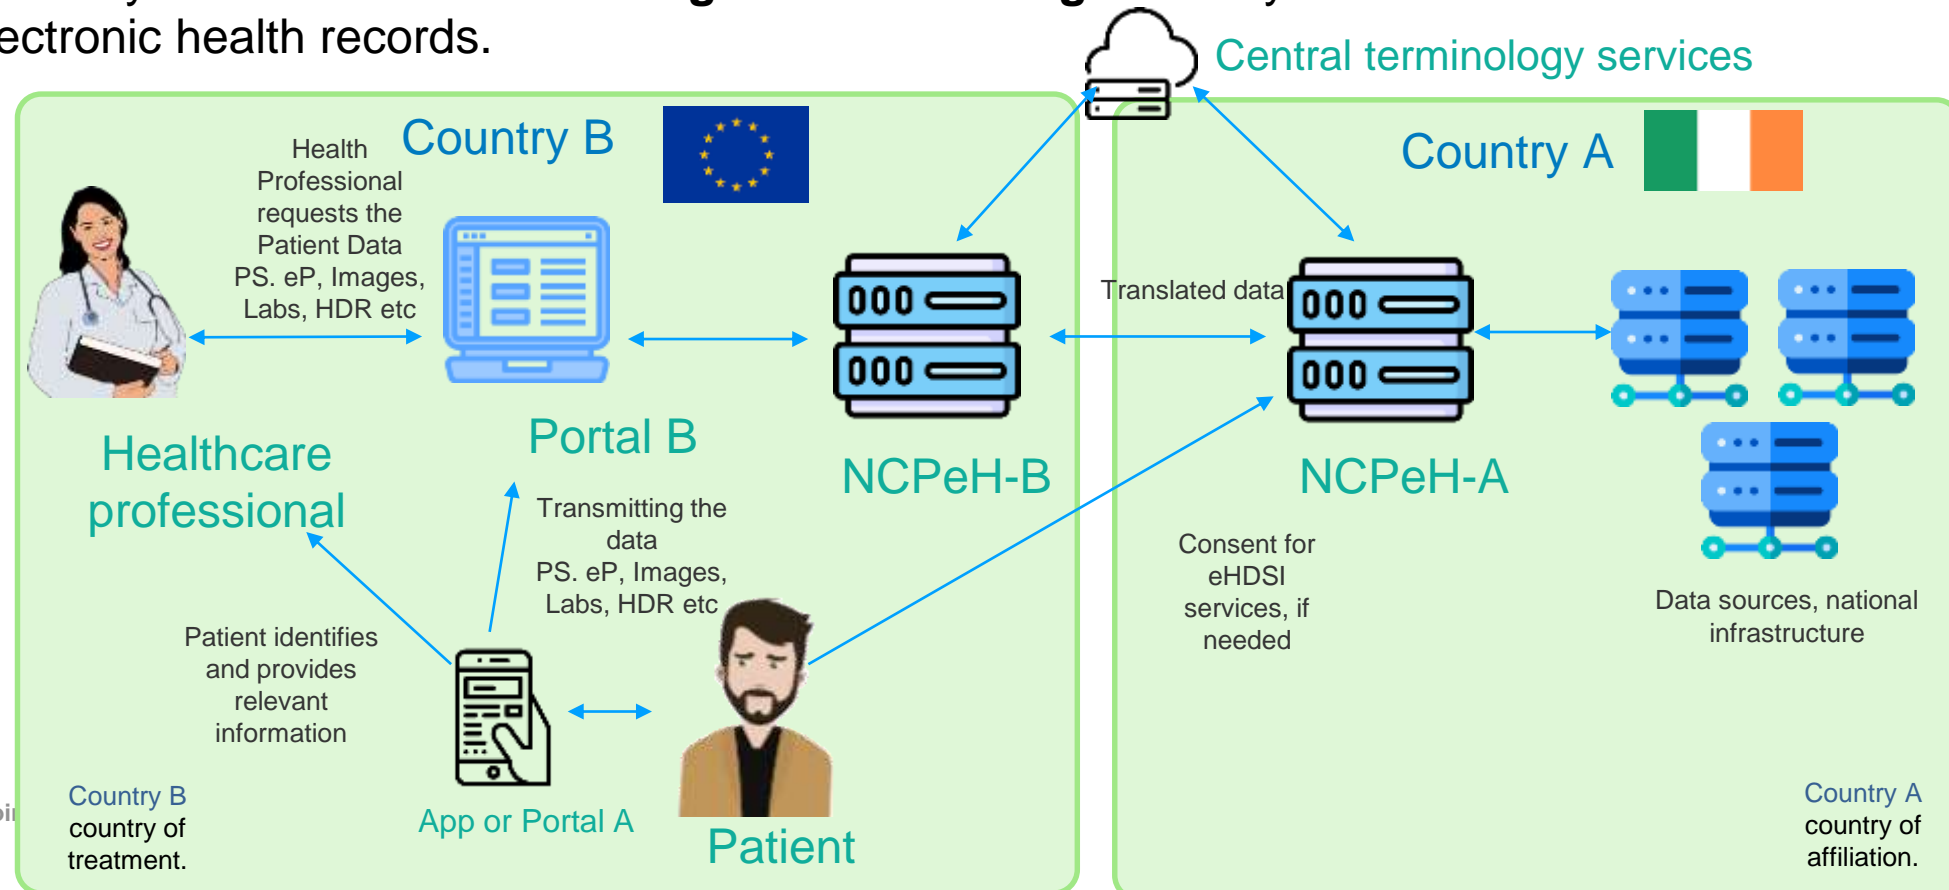 ectronic health records.
Central terminology services
Country B
Health
Professional
requests the
Patient Data
PS. eP, Images,
Labs, HDR etc
Country A
Translated data
Healthcare
professional
Portal B
NCPeH-B
NCPeH-A
Transmitting the
data
PS. eP, Images,
Labs, HDR etc
Consent for
eHDSI
services, if
needed
Data sources, national
infrastructure
Patient identifies
and provides
relevant
information
Country B
country of
treatment.
App or Portal A
Patient
Country A
country of
affiliation.